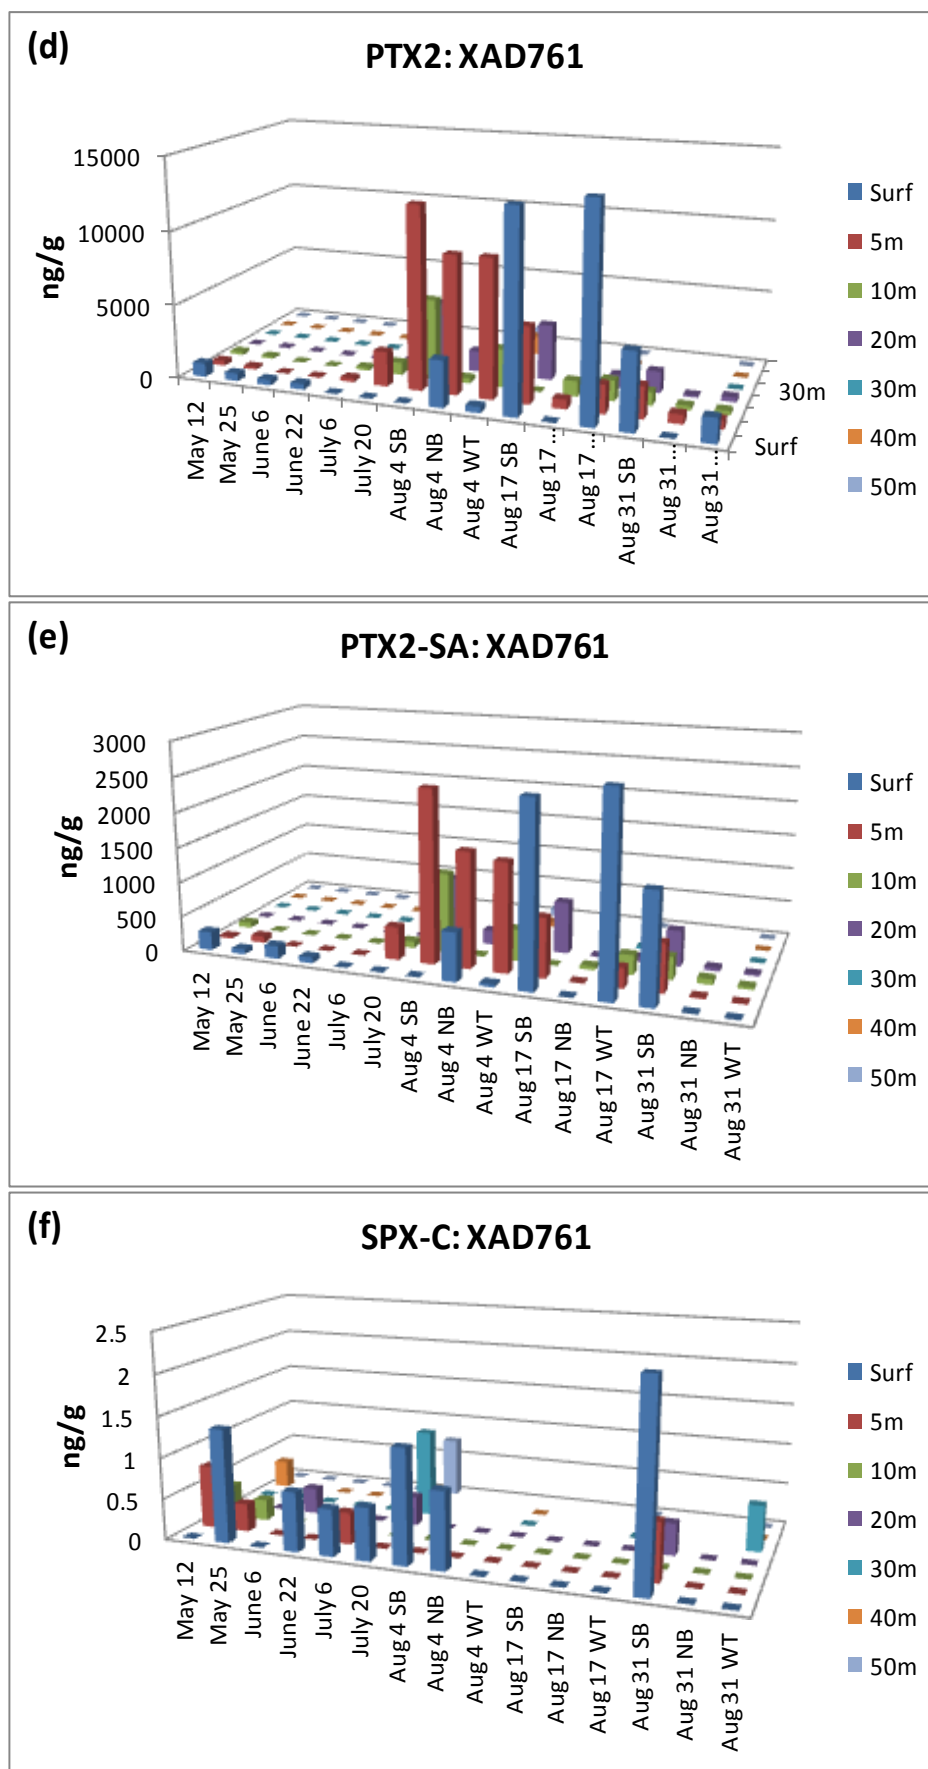 (d)
PTX2: XAD761
ng/g
15000
10000
5000
0
May 12
May 25
June 6
June 22
July 6
July 20
Aug 4 SB
Aug 4 NB
Aug 4 WT
Aug 17 SB
Aug 17 ...
Aug 17 ...
Aug 31 SB
Aug 31 ...
Aug 31 ...
30m
Surf
Surf
5m
10m
20m
30m
40m
50m
(e)
PTX2-SA: XAD761
ng/g
3000
2500
2000
1500
1000
500
0
May 12
May 25
June 6
June 22
July 6
July 20
Aug 4 SB
Aug 4 NB
Aug 4 WT
Aug 17 SB
Aug 17 NB
Aug 17 WT
Aug 31 SB
Aug 31 NB
Aug 31 WT
Surf
5m
10m
20m
30m
40m
50m
(f)
SPX-C: XAD761
ng/g
2.5
2
1.5
1
0.5
0
May 12
May 25
June 6
June 22
July 6
July 20
Aug 4 SB
Aug 4 NB
Aug 4 WT
Aug 17 SB
Aug 17 NB
Aug 17 WT
Aug 31 SB
Aug 31 NB
Aug 31 WT
Surf
5m
10m
20m
30m
40m
50m